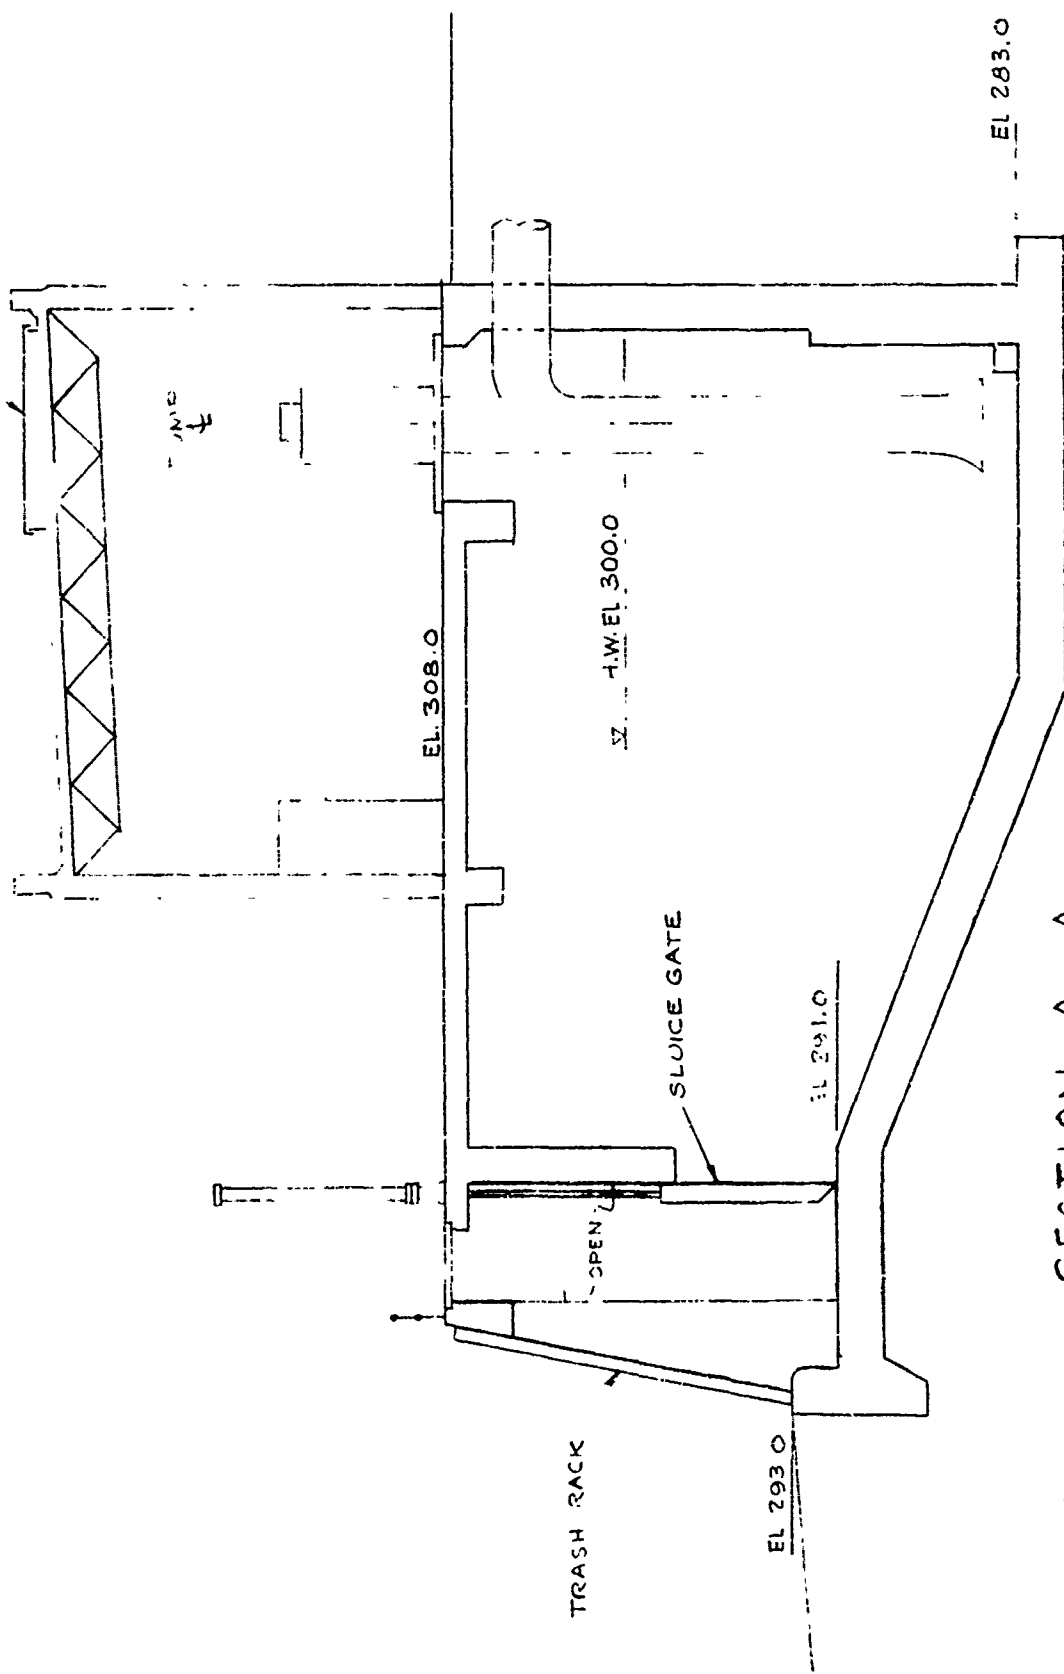 EL 283.0
H.W. EL 300.0
EL. 308.0
SLUICE GATE
EL 291.0
OPEN
TRASH RACK
EL 293.0
SECTION A-A